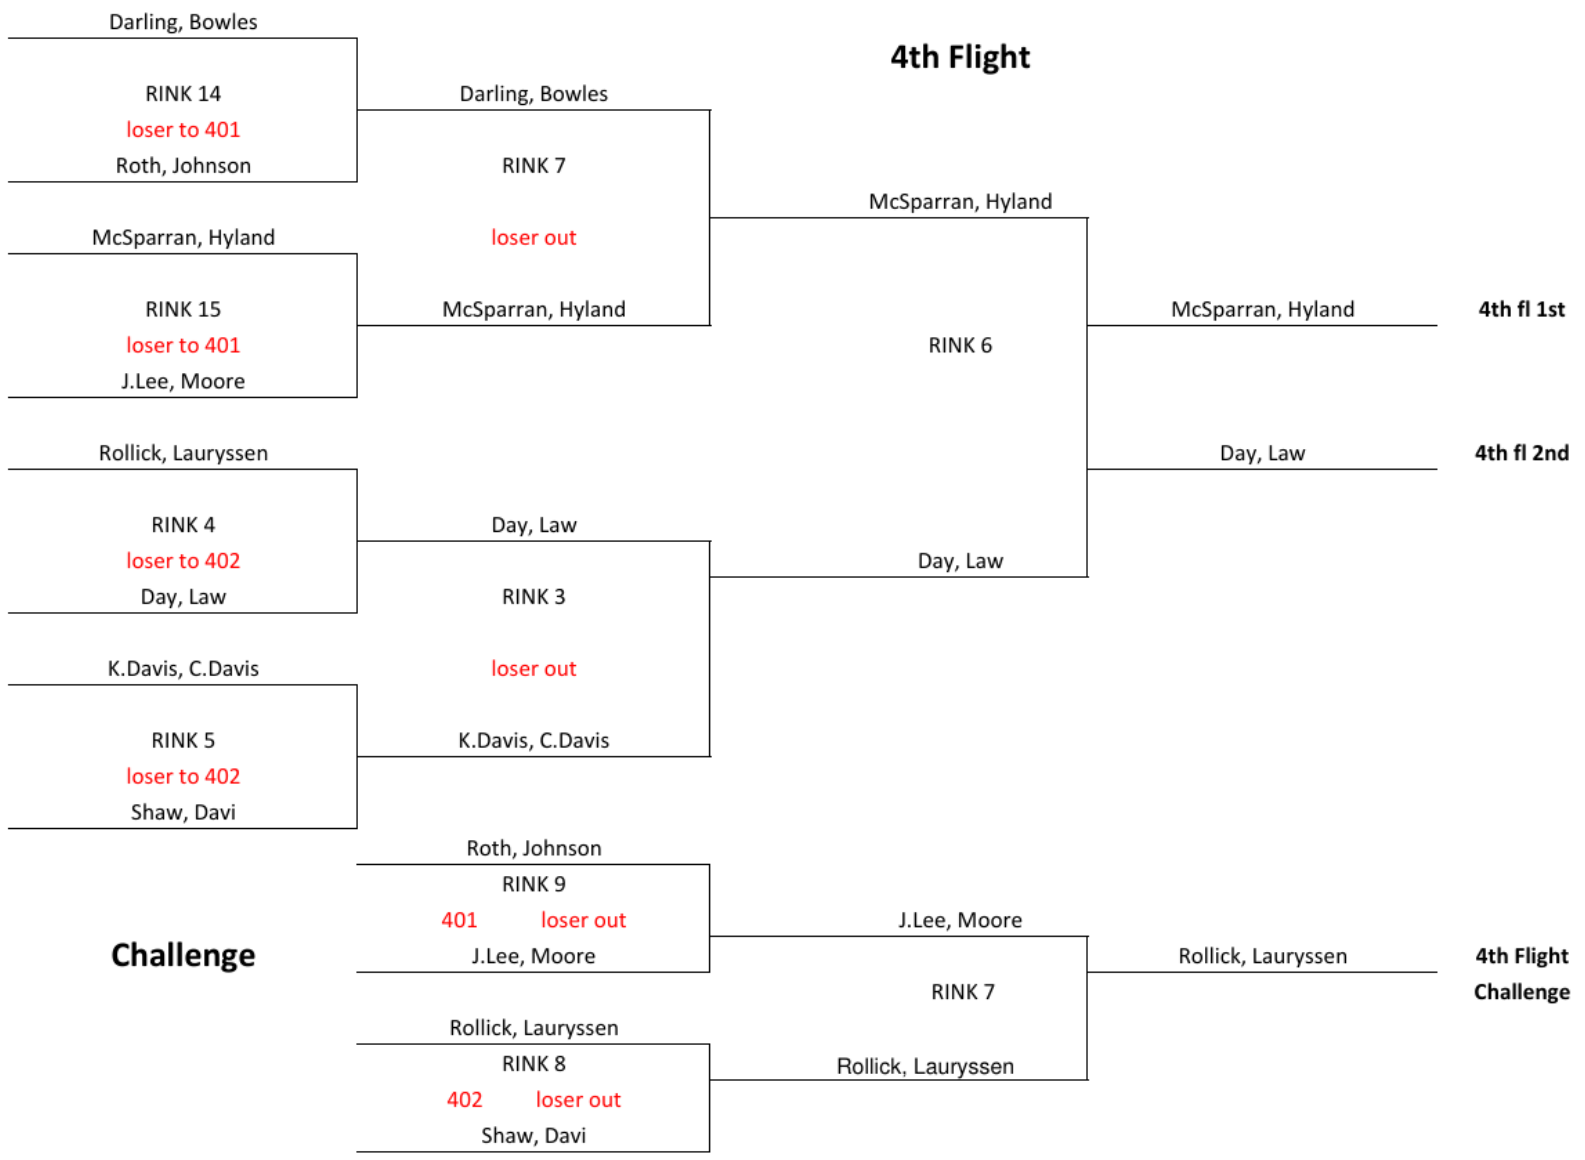 Darling, Bowles
4th Flight
RINK 14
Darling, Bowles
loser to 401
Roth, Johnson
RINK 7
McSparran, Hyland
McSparran, Hyland
loser out
RINK 15
McSparran, Hyland
McSparran, Hyland
4th fl 1st
loser to 401
RINK 6
J.Lee, Moore
Rollick, Lauryssen
Day, Law
4th fl 2nd
RINK 4
Day, Law
loser to 402
Day, Law
Day, Law
RINK 3
K.Davis, C.Davis
loser out
RINK 5
K.Davis, C.Davis
loser to 402
Shaw, Davi
Roth, Johnson
RINK 9
401 loser out
J.Lee, Moore
Challenge
J.Lee, Moore
Rollick, Lauryssen
4th Flight
RINK 7
Challenge
Rollick, Lauryssen
RINK 8
Rollick, Lauryssen
402 loser out
Shaw, Davi